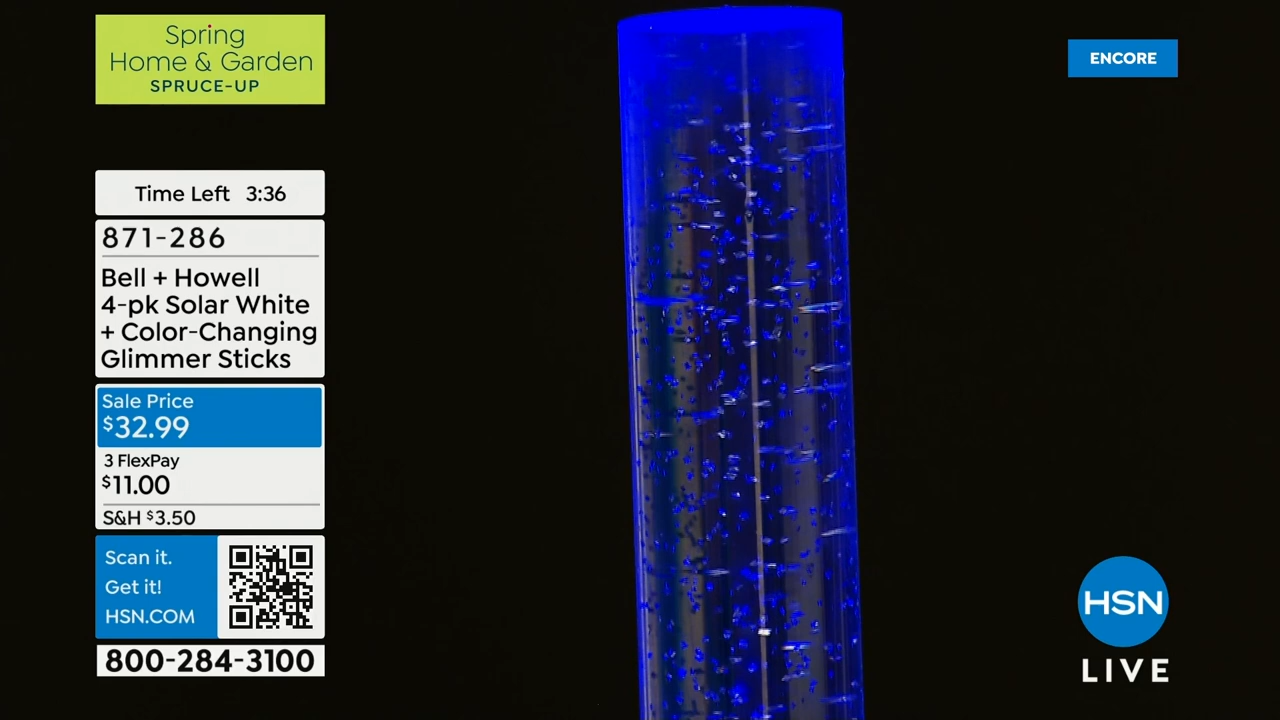 Spring
Home & Garden
SPRUCE-UP
ENCORE
Time Left 3:36
871-286
Bell + Howell
4-pk Solar White
+ Color-Changing
Glimmer Sticks
Sale Price
$32.99
3 FlexPay
$11.00
S&H $3.50
Scan it.
Get it!
HSN.COM
800-284-3100
HSN
LIVE